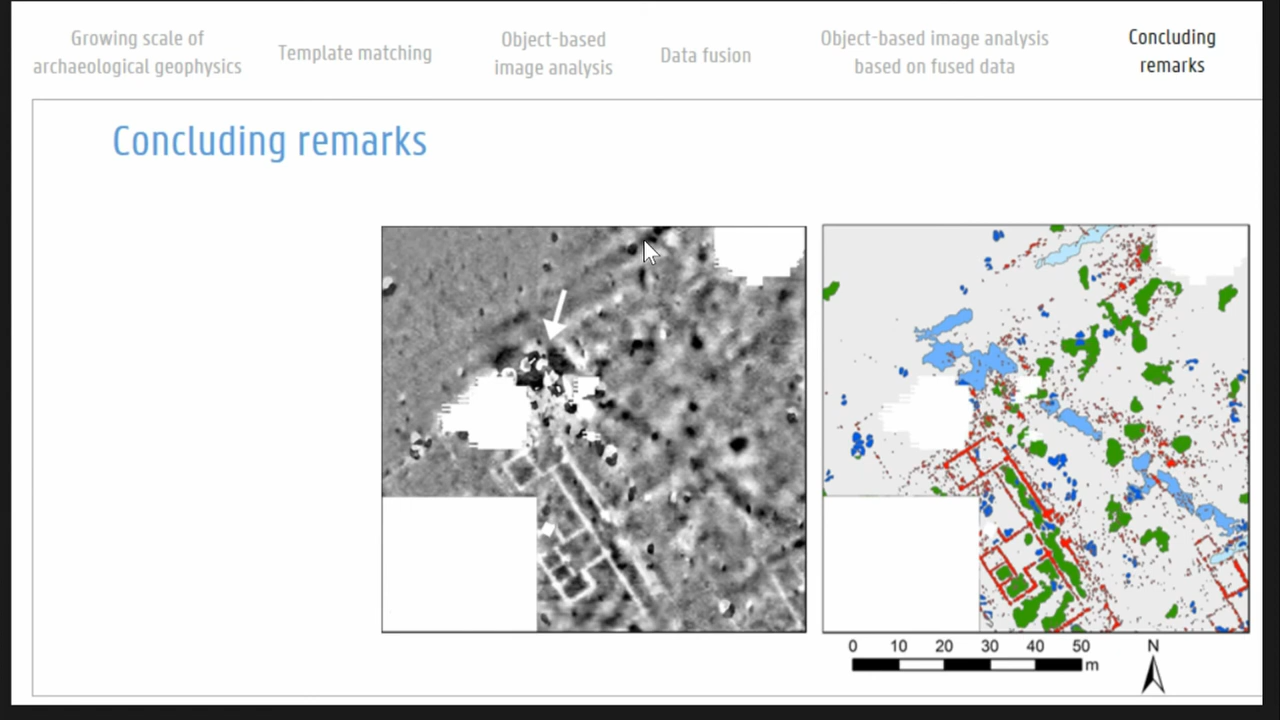 Growing scale of
archaeological geophysics
Template matching
Object-based
image analysis
Data fusion
Object-based image analysis
based on fused data
Concluding
remarks
Concluding remarks
0 10 20 30 40 50
m
N